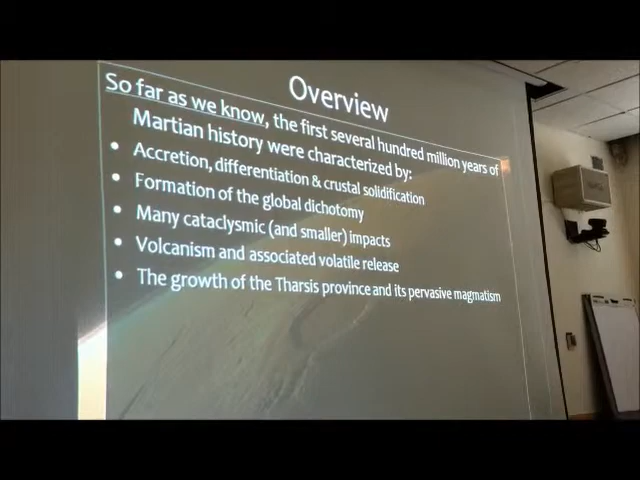 Overview
So far as we know, the first several hundred million years of
Martian history were characterized by:
• Accretion, differentiation & crustal solidification
• Formation of the global dichotomy
• Many cataclysmic (and smaller) impacts
• Volcanism and associated volatile release
• The growth of the Tharsis province and its pervasive magmatism